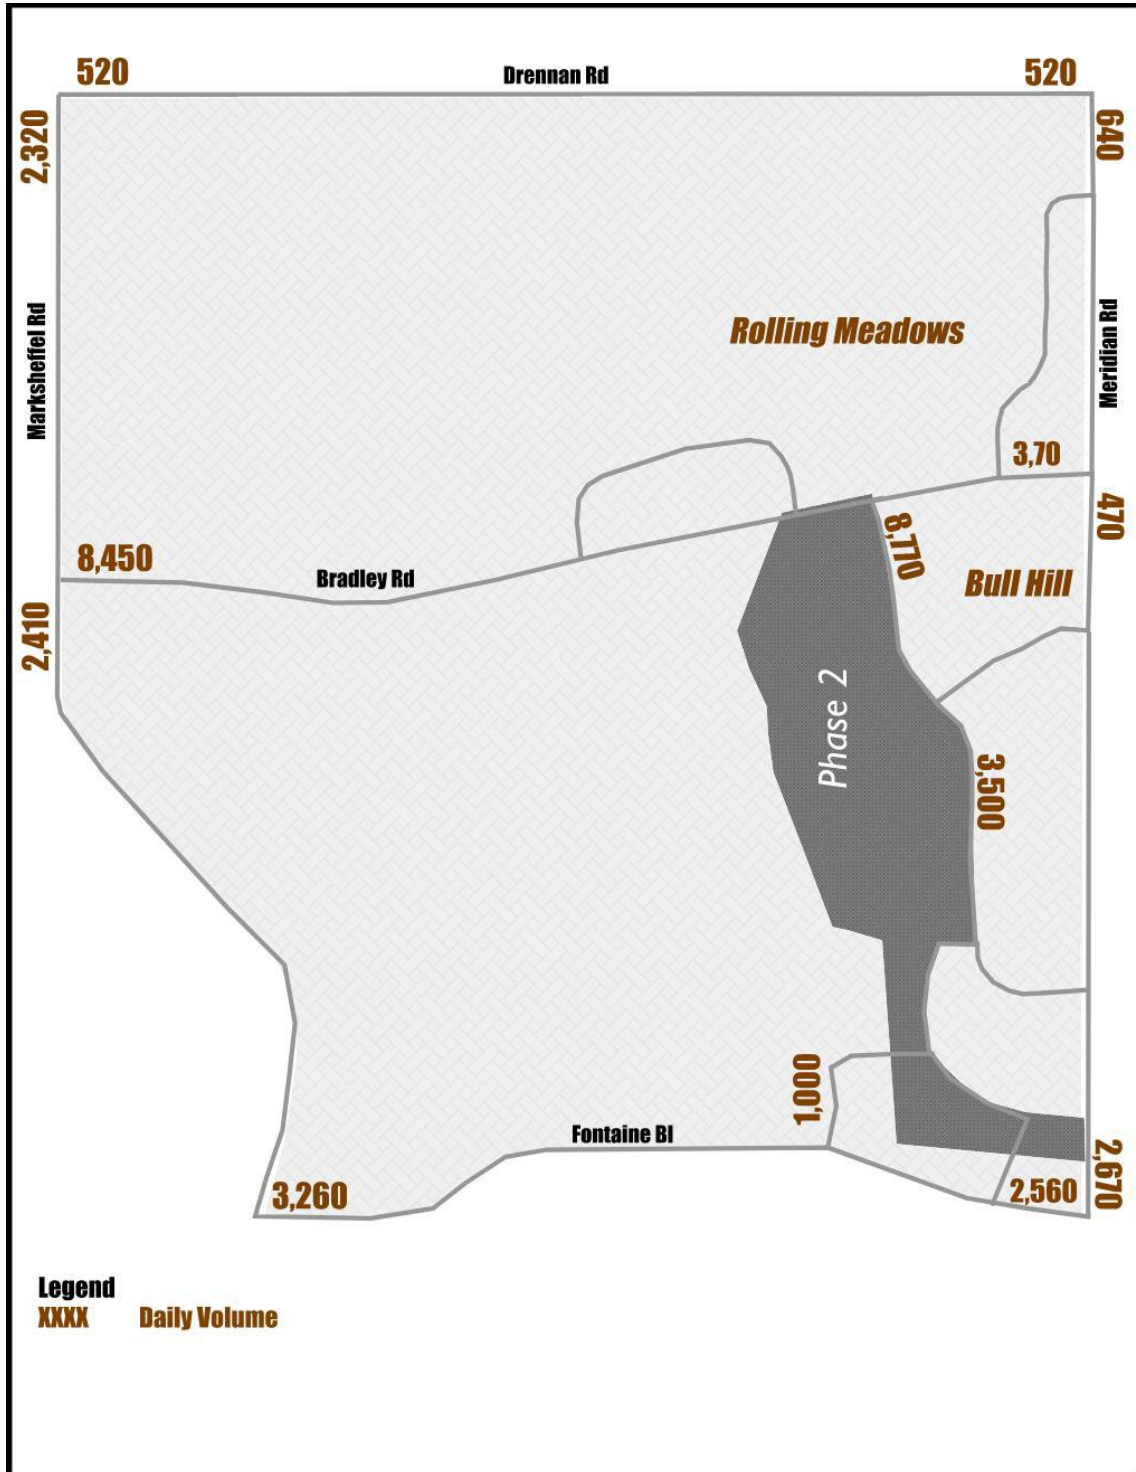 520
Drennan Rd
520
2,320
640
Marksheffel Rd
Rolling Meadows
Meridian Rd
3,70
470
8,450
Bradley Rd
8,770
Bull Hill
2,410
Phase 2
3,500
1,000
Fontaine Bl
3,260
2,560
2,670
Legend
XXXX Daily Volume